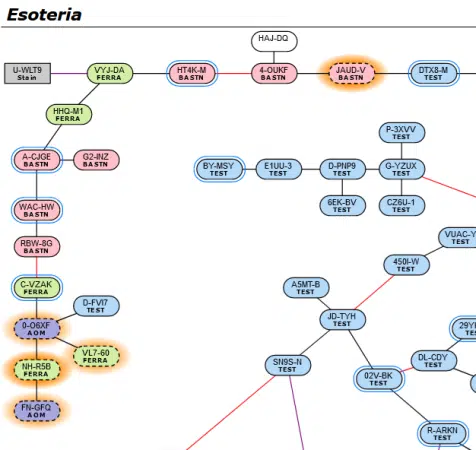 Esoteria
HAJ-DQ
U-WLT9
Stain
VYJ-DA
FERRA
HT4K-M
BASTN
4-OUKF
BASTN
JAUD-V
BASTN
DTX8-M
TEST
HHQ-M1
FERRA
P-3XVV
TEST
A-CJGE
BASTN
G2-INZ
BASTN
BY-MSY
TEST
E1UU-3
TEST
D-PNP9
TEST
G-YZUX
TEST
WAC-HW
BASTN
6EK-BV
TEST
CZ6U-1
TEST
RBW-8G
BASTN
VUAC-Y
TEST
450I-W
TEST
C-VZAK
FERRA
A5MT-B
TEST
D-FVI7
TEST
0-O6XF
AOM
JD-TYH
TEST
VL7-60
FERRA
SN9S-N
TEST
DL-CDY
TEST
NH-R5B
FERRA
02V-BK
TEST
FN-GFQ
AOM
R-ARKN
TEST